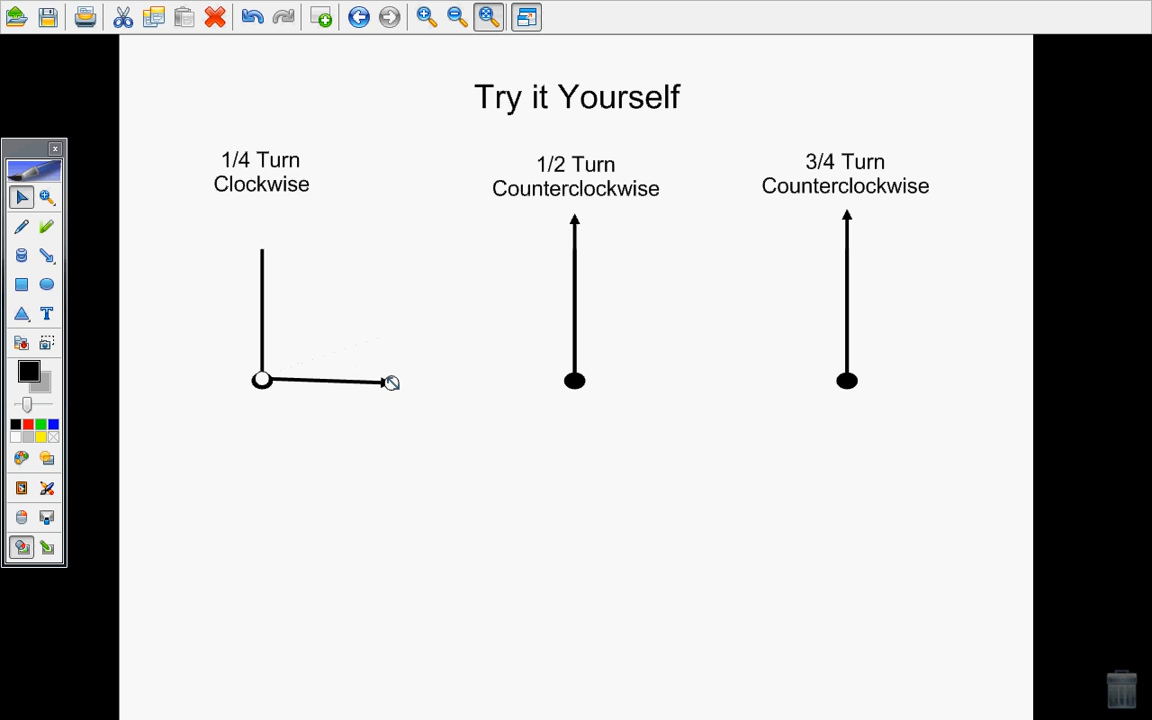 Try it Yourself
1/4 Turn
Clockwise
1/2 Turn
Counterclockwise
3/4 Turn
Counterclockwise